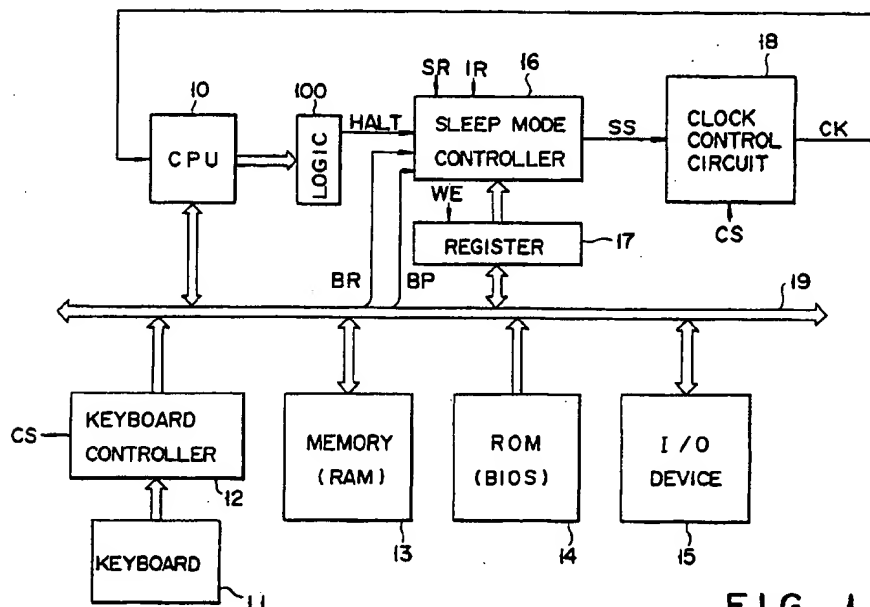 10
CPU
100
LOGIC
HALT
SR
IR
16
SLEEP MODE
CONTROLLER
SS
18
CLOCK
CONTROL
CIRCUIT
CK
CS
WE
REGISTER
17
BR
BP
19
CS
KEYBOARD
CONTROLLER
12
KEYBOARD
11
MEMORY
(RAM)
13
ROM
(BIOS)
14
I/O
DEVICE
15
FIG. 1